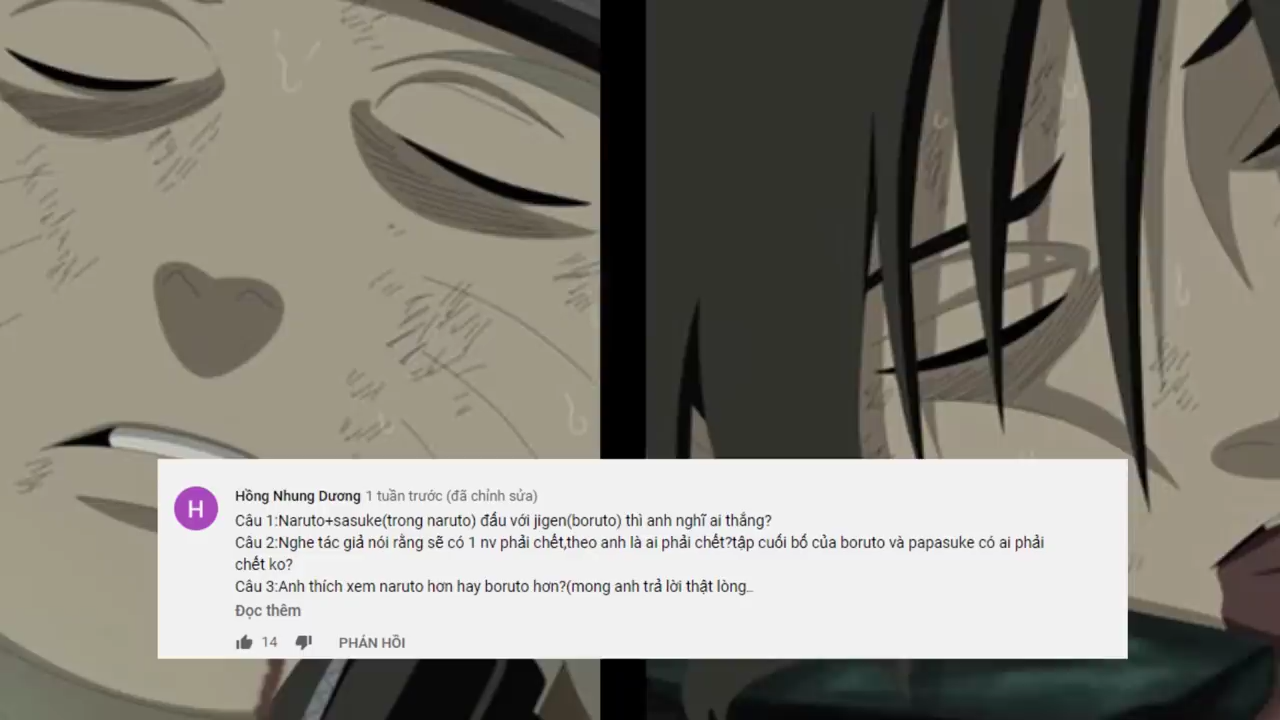 H
Hồng Nhung Dương 1 tuần trước (đã chỉnh sửa)
Câu 1:Naruto+sasuke(trong naruto) đấu với jigen(boruto) thì anh nghĩ ai thắng?
Câu 2:Nghe tác giả nói rằng sẽ có 1 nv phải chết,theo anh là ai phải chết?tập cuối bố của boruto và papasuke có ai phải
chết ko?
Câu 3:Anh thích xem naruto hơn hay boruto hơn?(mong anh trả lời thật lòng..
Đọc thêm
14 PHẢN HỒI